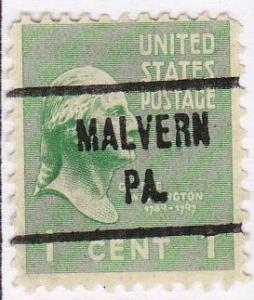 UNITED
STATES
POSTAGE
MALVERN
PA.
1789-1797
1 CENT 1